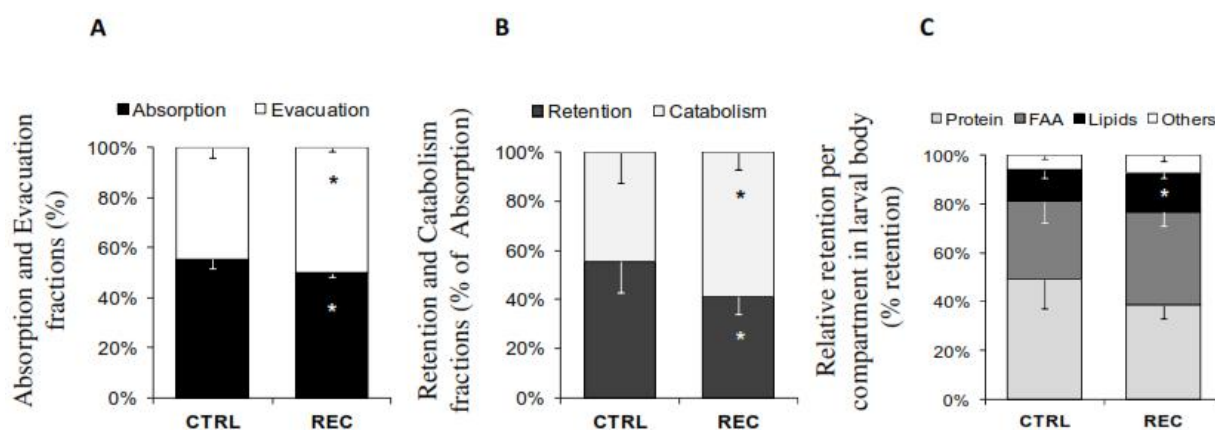 A
Absorption Evacuation
Absorption and Evacuation
fractions (%)
100%
80%
60%
40%
20%
0%
*
*
CTRL REC
B
Retention Catabolism
Retention and Catabolism
fractions (% of Absorption)
100%
80%
60%
40%
20%
0%
*
*
CTRL REC
C
Protein FAA Lipids Others
Relative retention per
compartment in larval body
(% retention)
100%
80%
60%
40%
20%
0%
*
CTRL REC